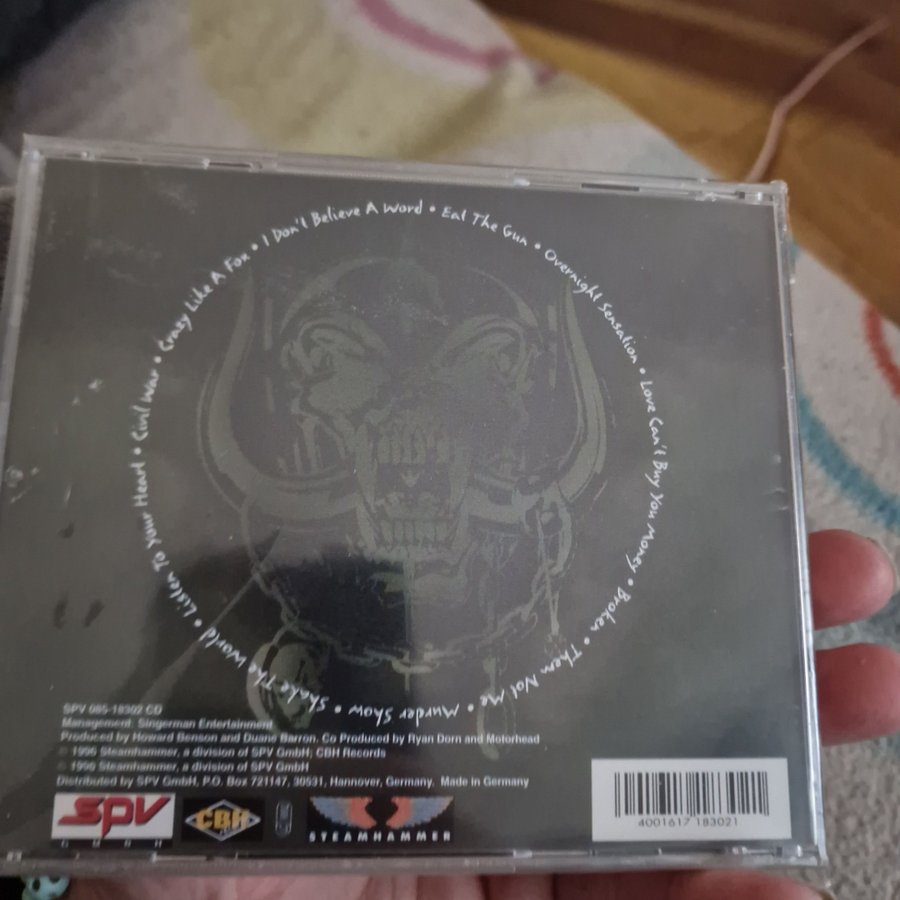 Civil War • Crazy Like A Fox • I Don't Believe A Word • Eat The Gun • Overnight Sensation • Love Can't Buy You Money • Broken • Them Not Me • Murder Show • Shake The World • Listen To Your Heart •
SPV 085-18302 CD
Management: Singerman Entertainment
Produced by Howard Benson and Duane Barron, Co Produced by Ryan Dorn and Motorhead
℗ 1996 Steamhammer, a division of SPV GmbH; CBH Records
© 1996 Steamhammer, a division of SPV GmbH
Distributed by SPV GmbH, P.O. Box 721147, 30531, Hannover, Germany. Made in Germany
SPV
GMBH
CBH
STEAMHAMMER
4001617 183021